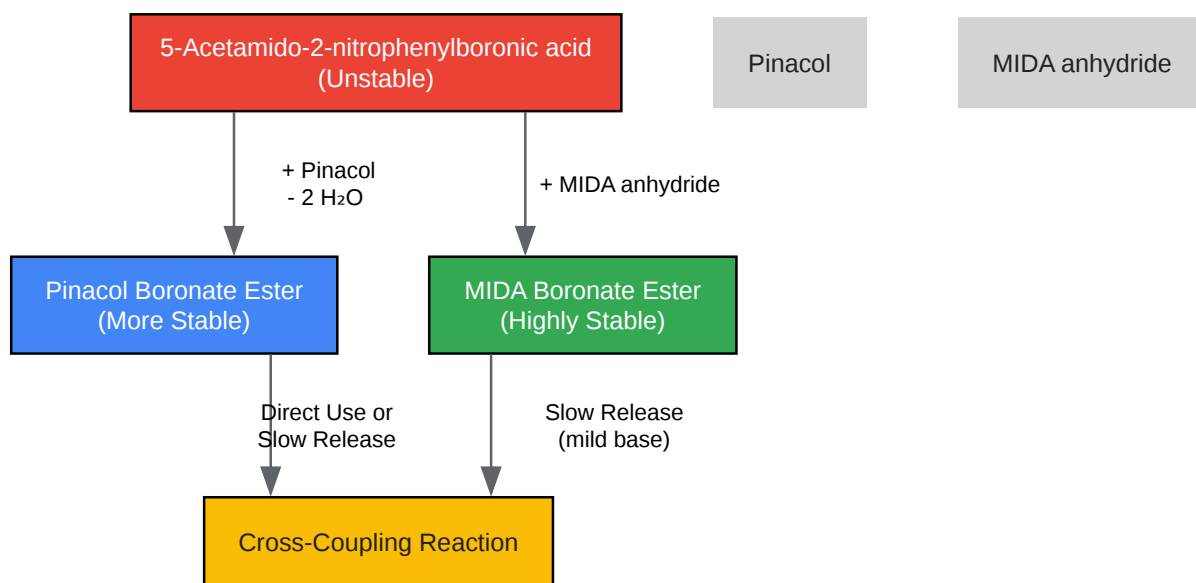 5-Acetamido-2-nitrophenylboronic acid
(Unstable)
Pinacol
MIDA anhydride
+ Pinacol
- 2 H₂O
+ MIDA anhydride
Pinacol Boronate Ester
(More Stable)
MIDA Boronate Ester
(Highly Stable)
Direct Use or
Slow Release
Slow Release
(mild base)
Cross-Coupling Reaction